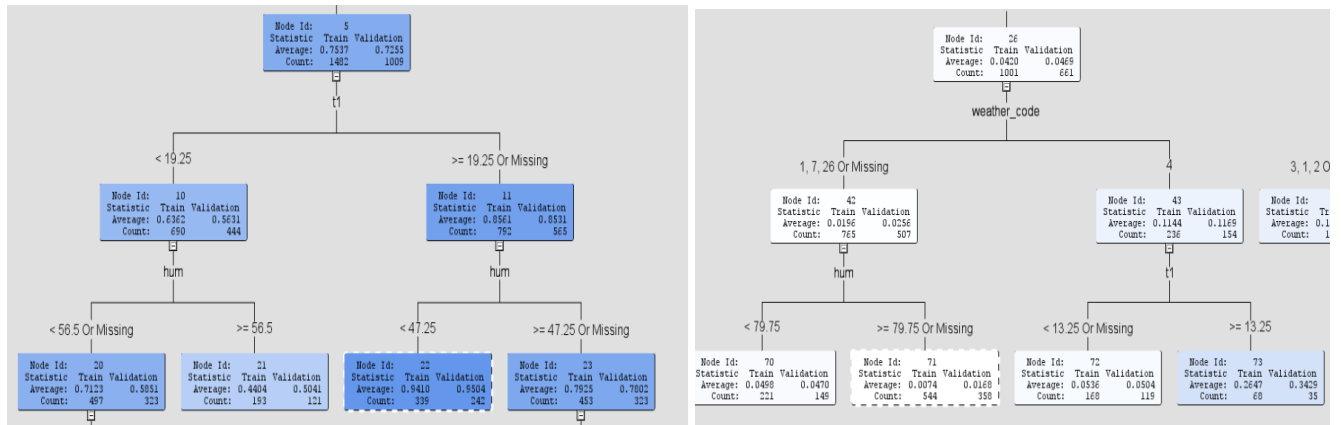 Node Id: 5
Statistic Train Validation
Average: 0.7537 0.7255
Count: 1482 1009
t1
< 19.25
>= 19.25 Or Missing
Node Id: 10
Statistic Train Validation
Average: 0.6362 0.5631
Count: 690 444
Node Id: 11
Statistic Train Validation
Average: 0.8561 0.8531
Count: 792 565
hum
hum
< 56.5 Or Missing
>= 56.5
< 47.25
>= 47.25 Or Missing
Node Id: 20
Statistic Train Validation
Average: 0.7123 0.5851
Count: 497 323
Node Id: 21
Statistic Train Validation
Average: 0.4404 0.5041
Count: 193 121
Node Id: 22
Statistic Train Validation
Average: 0.9410 0.9504
Count: 339 242
Node Id: 23
Statistic Train Validation
Average: 0.7925 0.7802
Count: 453 323
Node Id: 26
Statistic Train Validation
Average: 0.0420 0.0469
Count: 1001 661
weather_code
1, 7, 26 Or Missing
4
3, 1, 2 O
Node Id: 42
Statistic Train Validation
Average: 0.0196 0.0256
Count: 765 507
Node Id: 43
Statistic Train Validation
Average: 0.1144 0.1169
Count: 236 154
Node Id:
Statistic
Average: 0.1
Count: 1
hum
t1
< 79.75
>= 79.75 Or Missing
< 13.25 Or Missing
>= 13.25
Node Id: 70
Statistic Train Validation
Average: 0.0498 0.0470
Count: 221 149
Node Id: 71
Statistic Train Validation
Average: 0.0074 0.0168
Count: 544 358
Node Id: 72
Statistic Train Validation
Average: 0.0536 0.0504
Count: 168 119
Node Id: 73
Statistic Train Validation
Average: 0.2647 0.3429
Count: 68 35